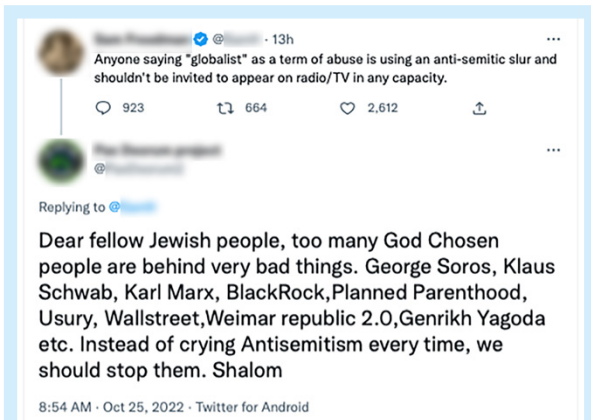 · 13h
Anyone saying "globalist" as a term of abuse is using an anti-semitic slur and
shouldn't be invited to appear on radio/TV in any capacity.
923 664 2,612
Replying to @
Dear fellow Jewish people, too many God Chosen
people are behind very bad things. George Soros, Klaus
Schwab, Karl Marx, BlackRock,Planned Parenthood,
Usury, Wallstreet,Weimar republic 2.0,Genrikh Yagoda
etc. Instead of crying Antisemitism every time, we
should stop them. Shalom
8:54 AM · Oct 25, 2022 · Twitter for Android